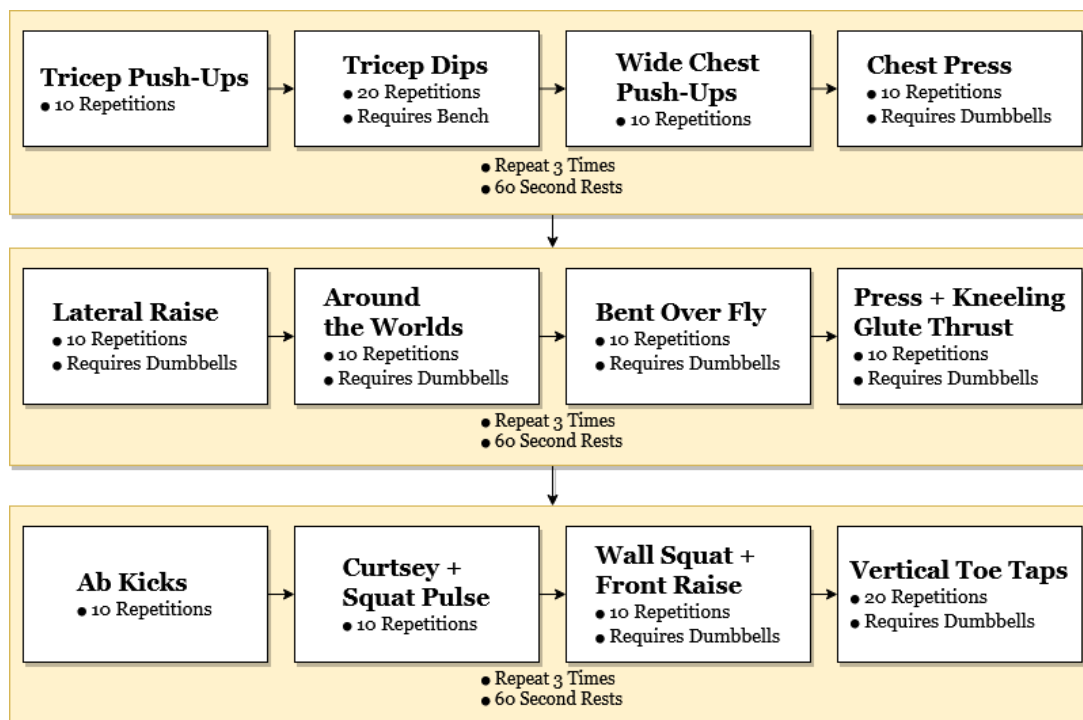 Tricep Push-Ups
● 10 Repetitions
Tricep Dips
● 20 Repetitions
● Requires Bench
Wide Chest
Push-Ups
● 10 Repetitions
Chest Press
● 10 Repetitions
● Requires Dumbbells
● Repeat 3 Times
● 60 Second Rests
Lateral Raise
● 10 Repetitions
● Requires Dumbbells
Around
the Worlds
● 10 Repetitions
● Requires Dumbbells
Bent Over Fly
● 10 Repetitions
● Requires Dumbbells
Press + Kneeling
Glute Thrust
● 10 Repetitions
● Requires Dumbbells
● Repeat 3 Times
● 60 Second Rests
Ab Kicks
● 10 Repetitions
Curtsey +
Squat Pulse
● 10 Repetitions
Wall Squat +
Front Raise
● 10 Repetitions
● Requires Dumbbells
Vertical Toe Taps
● 20 Repetitions
● Requires Dumbbells
● Repeat 3 Times
● 60 Second Rests